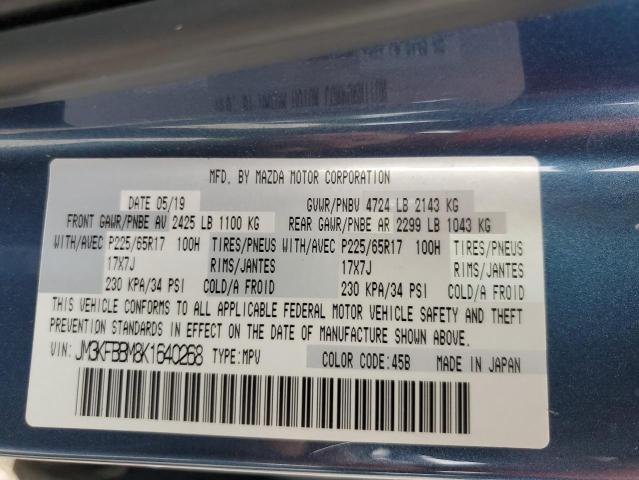 MFD. BY MAZDA MOTOR CORPORATION
DATE 05/19 GVWR/PNBV 4724 LB 2143 KG
FRONT GAWR/PNBE AV 2425 LB 1100 KG REAR GAWR/PNBE AR 2299 LB 1043 KG
WITH/AVEC P225/65R17 100H TIRES/PNEUS WITH/AVEC P225/65R17 100H TIRES/PNEUS
17X7J RIMS/JANTES 17X7J RIMS/JANTES
230 KPA/34 PSI COLD/A FROID 230 KPA/34 PSI COLD/A FROID
THIS VEHICLE CONFORMS TO ALL APPLICABLE FEDERAL MOTOR VEHICLE SAFETY AND THEFT
PREVENTION STANDARDS IN EFFECT ON THE DATE OF MANUFACTURE SHOWN ABOVE.
VIN: JM3KFBBM8K1640268 TYPE:MPV COLOR CODE:45B MADE IN JAPAN